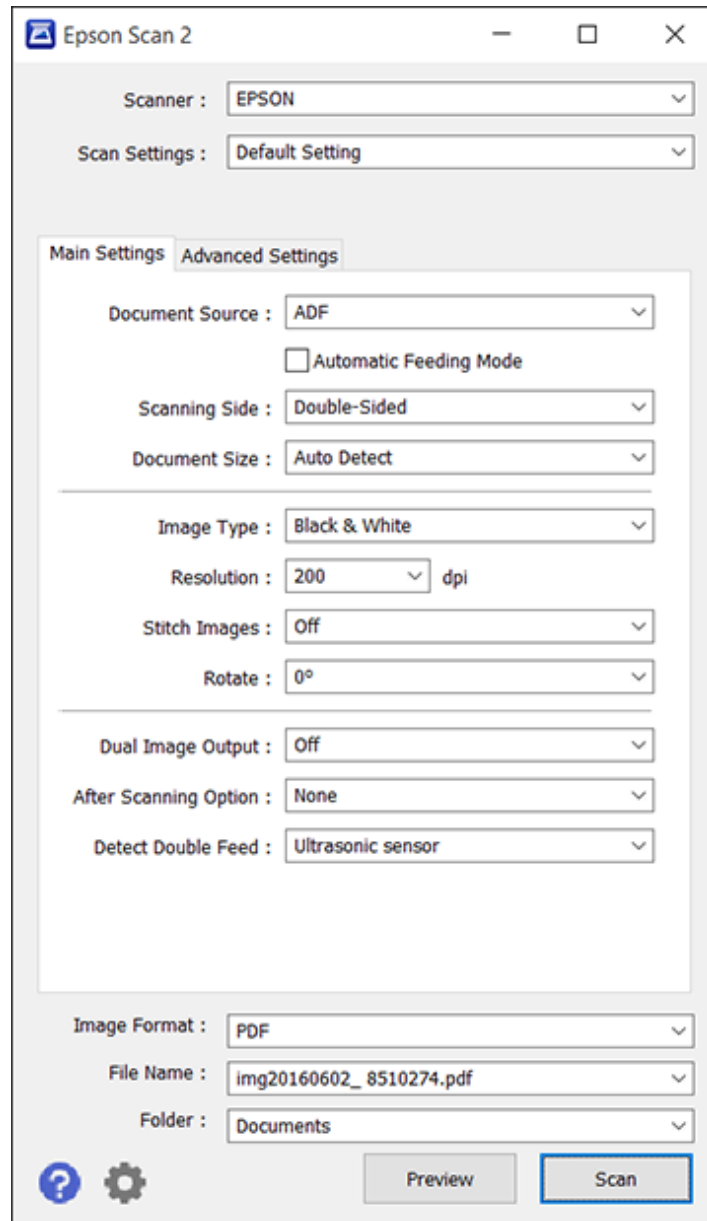 Epson Scan 2
Scanner : EPSON
Scan Settings : Default Setting
Main Settings Advanced Settings
Document Source : ADF
Automatic Feeding Mode
Scanning Side : Double-Sided
Document Size : Auto Detect
Image Type : Black & White
Resolution : 200 dpi
Stitch Images : Off
Rotate : 0º
Dual Image Output : Off
After Scanning Option : None
Detect Double Feed : Ultrasonic sensor
Image Format : PDF
File Name : img20160602_ 8510274.pdf
Folder : Documents
? Preview Scan